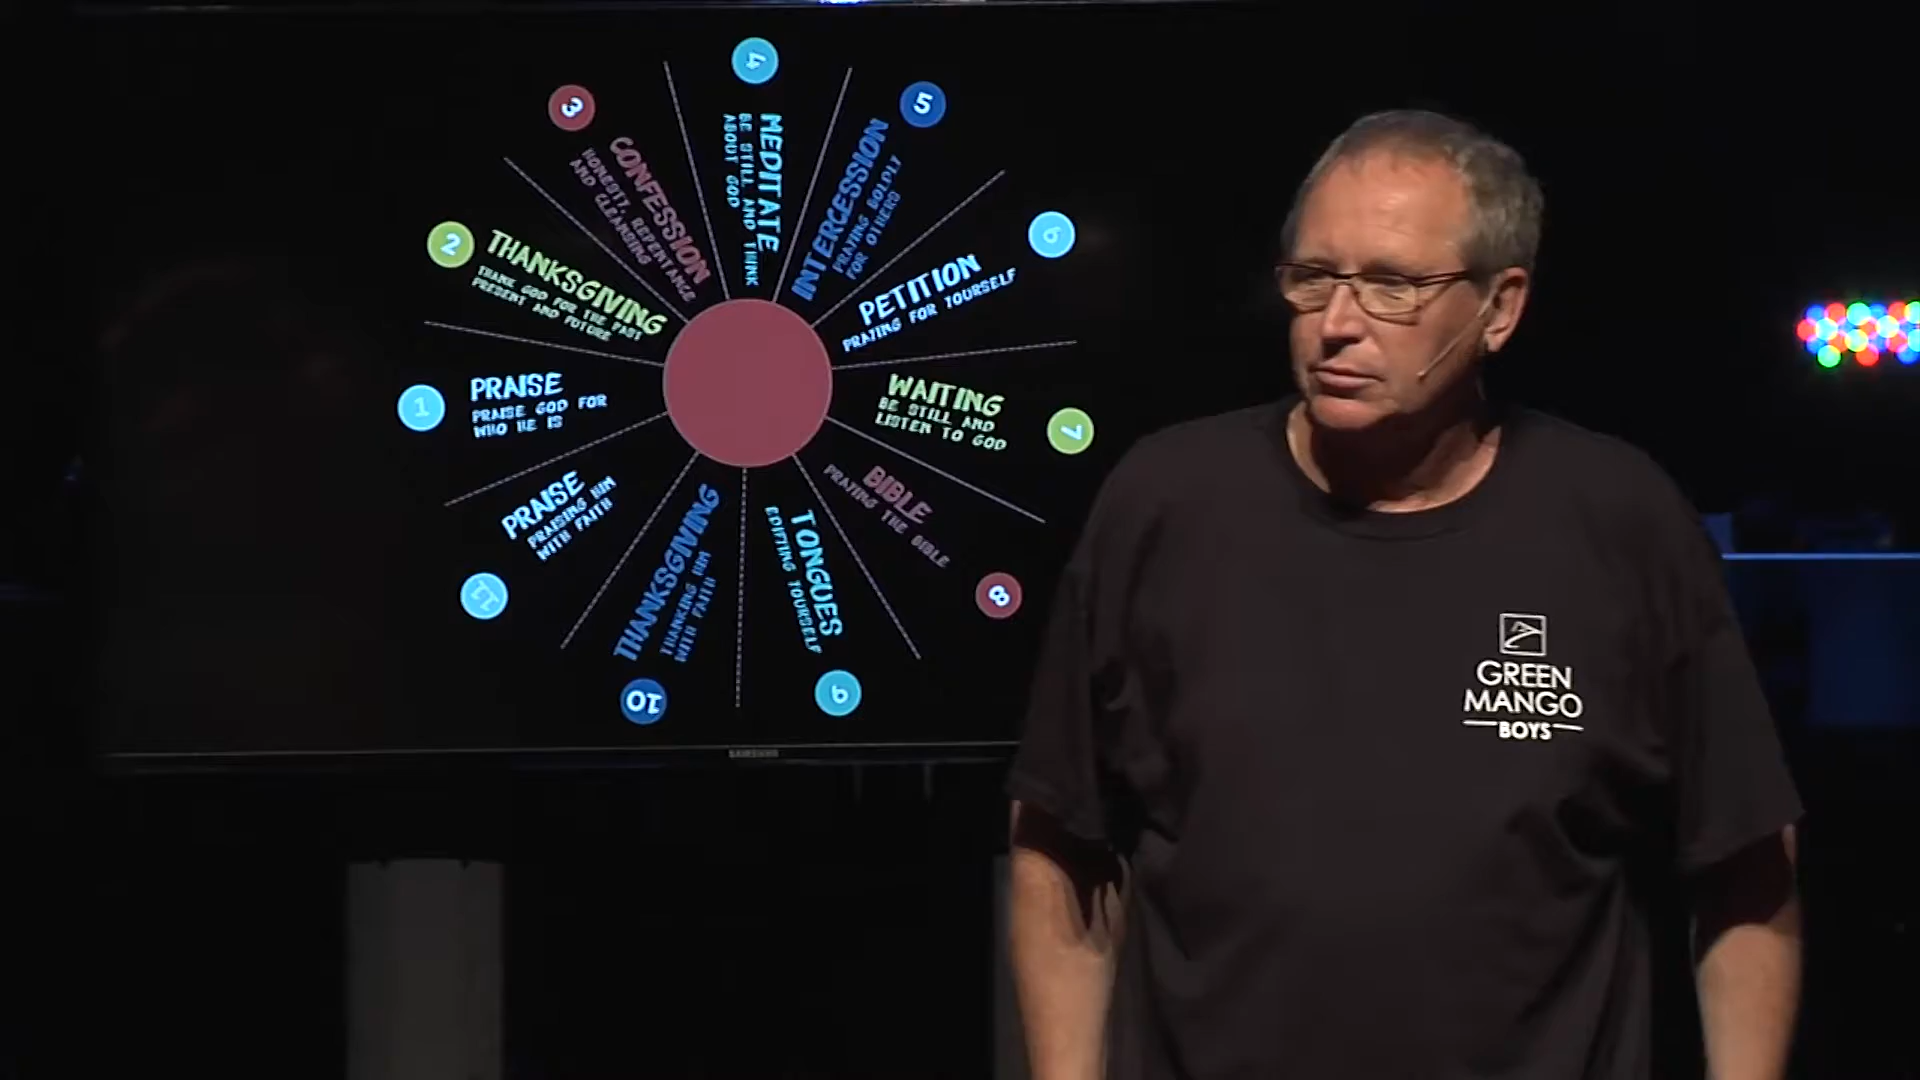 1
PRAISE
PRAISE GOD FOR
WHO HE IS
2
THANKSGIVING
THANK GOD FOR THE PAST
PRESENT AND FUTURE
3
CONFESSION
HONESTY, REPENTANCE
AND CLEANSING
4
MEDITATE
BE STILL AND THINK
ABOUT GOD
5
INTERCESSION
PRAYING BOLDLY
FOR OTHERS
6
PETITION
PRAYING FOR YOURSELF
7
WAITING
BE STILL AND
LISTEN TO GOD
8
BIBLE
PRAYING THE BIBLE
9
TONGUES
EDIFYING YOURSELF
10
THANKSGIVING
THANKING HIM
WITH FAITH
11
PRAISE
PRAISING HIM
WITH FAITH
SAMSUNG
GREEN
MANGO
BOYS